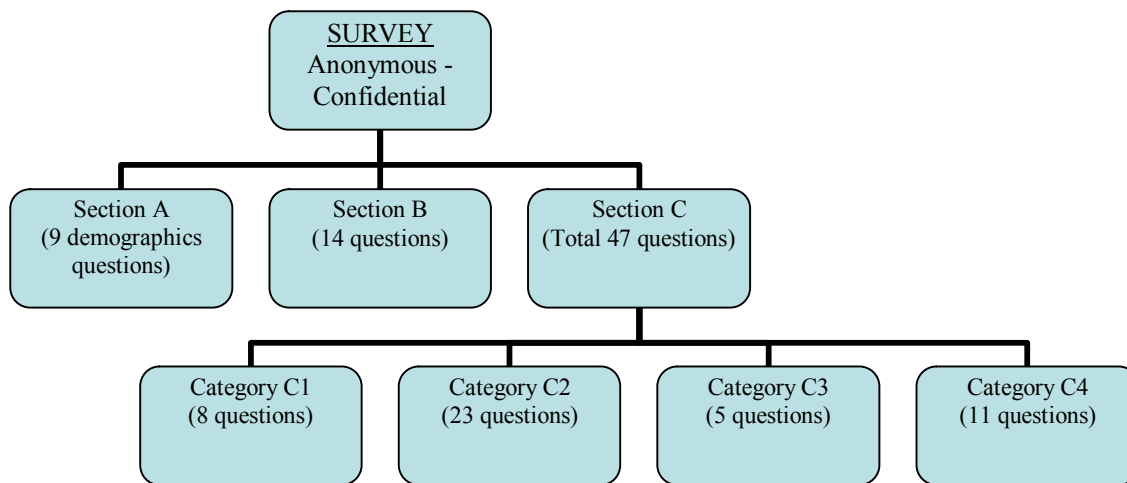 SURVEY
Anonymous -
Confidential
Section A
(9 demographics
questions)
Section B
(14 questions)
Section C
(Total 47 questions)
Category C1
(8 questions)
Category C2
(23 questions)
Category C3
(5 questions)
Category C4
(11 questions)